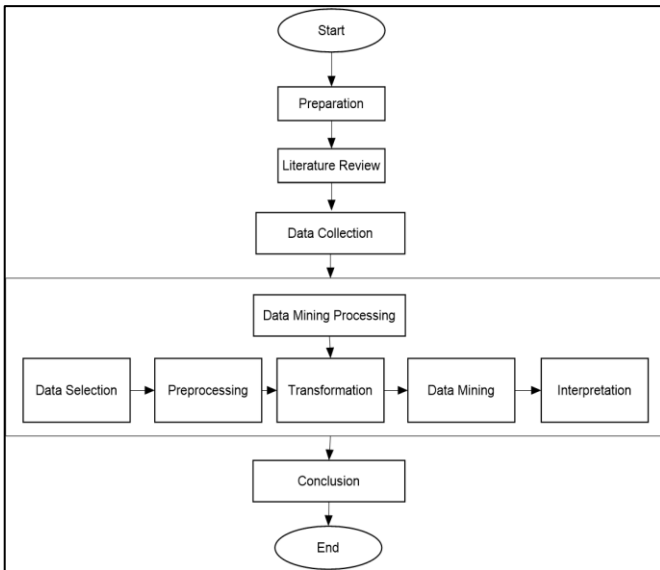 Start
Preparation
Literature Review
Data Collection
Data Mining Processing
Data Selection
Preprocessing
Transformation
Data Mining
Interpretation
Conclusion
End